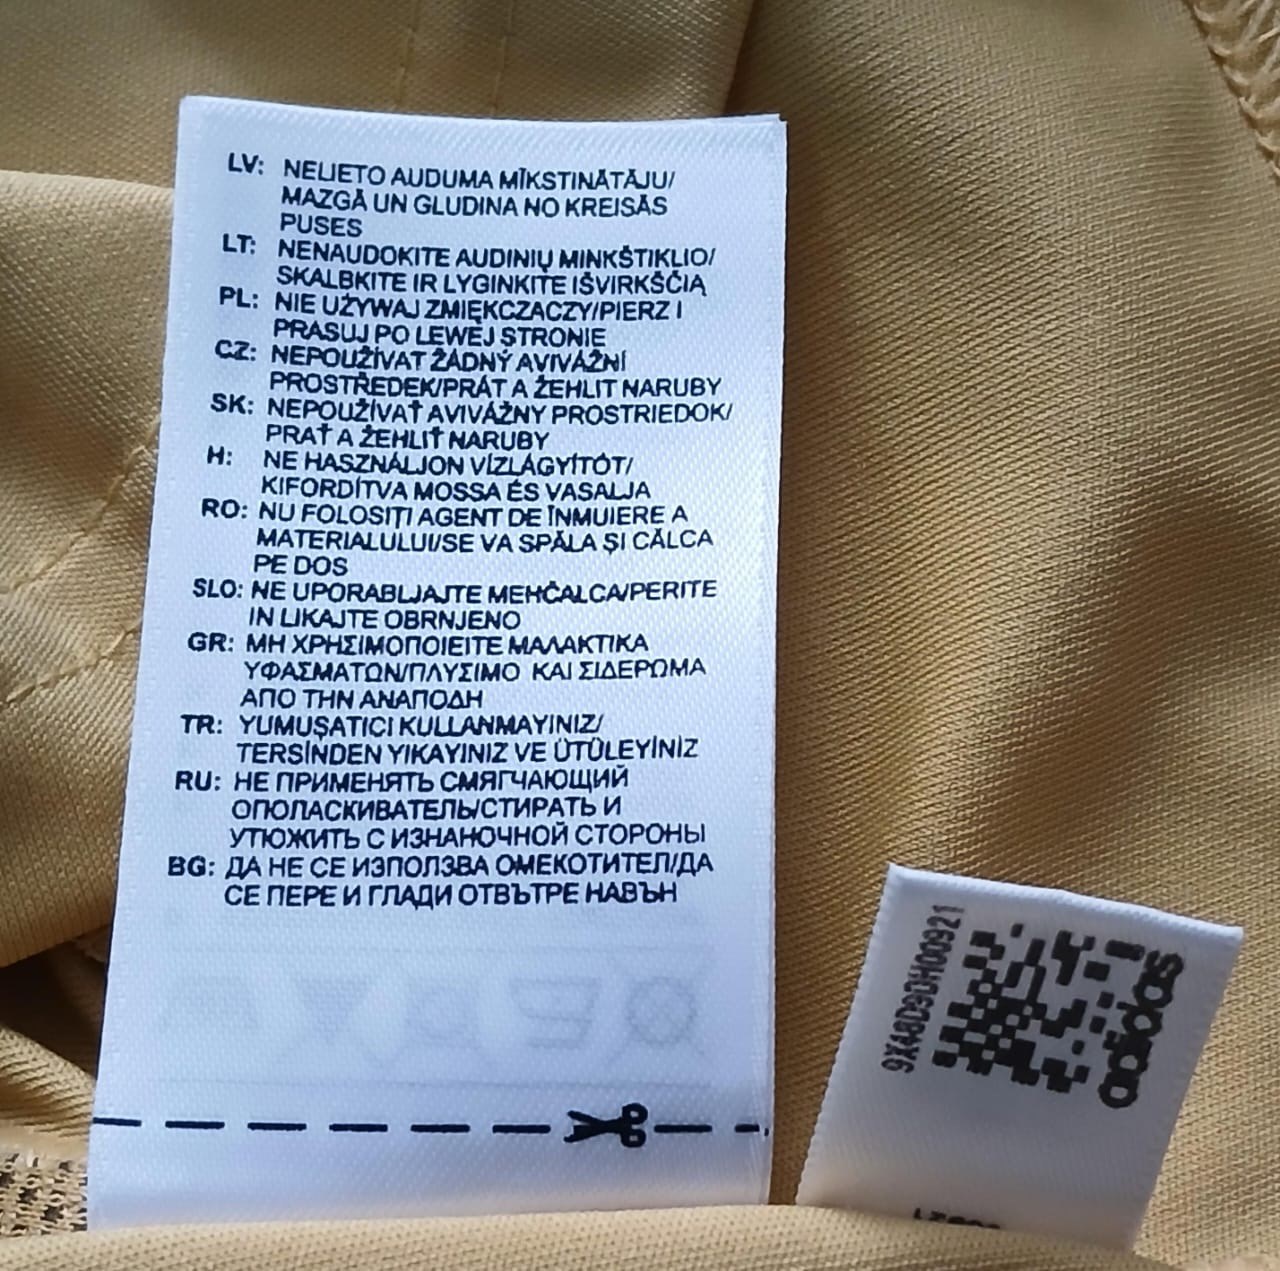 LV: NELIETO AUDUMA MĪKSTINĀTĀJU/
MAZGĀ UN GLUDINA NO KREISĀS
PUSES
LT: NENAUDOKITE AUDINIŲ MINKŠTIKLIO/
SKALBKITE IR LYGINKITE IŠVIRKŠČIĄ
PL: NIE UŻYWAJ ZMIĘKCZACZY/PIERZ I
PRASUJ PO LEWEJ STRONIE
CZ: NEPOUŽÍVAT ŽÁDNÝ AVIVÁŽNÍ
PROSTŘEDEK/PRÁT A ŽEHLIT NARUBY
SK: NEPOUŽÍVAŤ AVIVÁŽNY PROSTRIEDOK/
PRAŤ A ŽEHLIŤ NARUBY
H: NE HASZNÁLJON VÍZLÁGYÍTÓT/
KIFORDÍTVA MOSSA ÉS VASALJA
RO: NU FOLOSIȚI AGENT DE ÎNMUIERE A
MATERIALULUI/SE VA SPĂLA ȘI CĂLCA
PE DOS
SLO: NE UPORABLJAJTE MEHČALCA/PERITE
IN LIKAJTE OBRNJENO
GR: ΜΗ ΧΡΗΣΙΜΟΠΟΙΕΙΤΕ ΜΑΛΑΚΤΙΚΑ
ΥΦΑΣΜΑΤΩΝ/ΠΛΥΣΙΜΟ ΚΑΙ ΣΙΔΕΡΩΜΑ
ΑΠΟ ΤΗΝ ΑΝΑΠΟΔΗ
TR: YUMUŞATICI KULLANMAYINIZ/
TERSİNDEN YIKAYINIZ VE ÜTÜLEYİNİZ
RU: НЕ ПРИМЕНЯТЬ СМЯГЧАЮЩИЙ
ОПОЛАСКИВАТЕЛЬ/СТИРАТЬ И
УТЮЖИТЬ С ИЗНАНОЧНОЙ СТОРОНЫ
BG: ДА НЕ СЕ ИЗПОЛЗВА ОМЕКОТИТЕЛ/ДА
СЕ ПЕРЕ И ГЛАДИ ОТВЪТРЕ НАВЪН
9X48D9DH00921
adidas